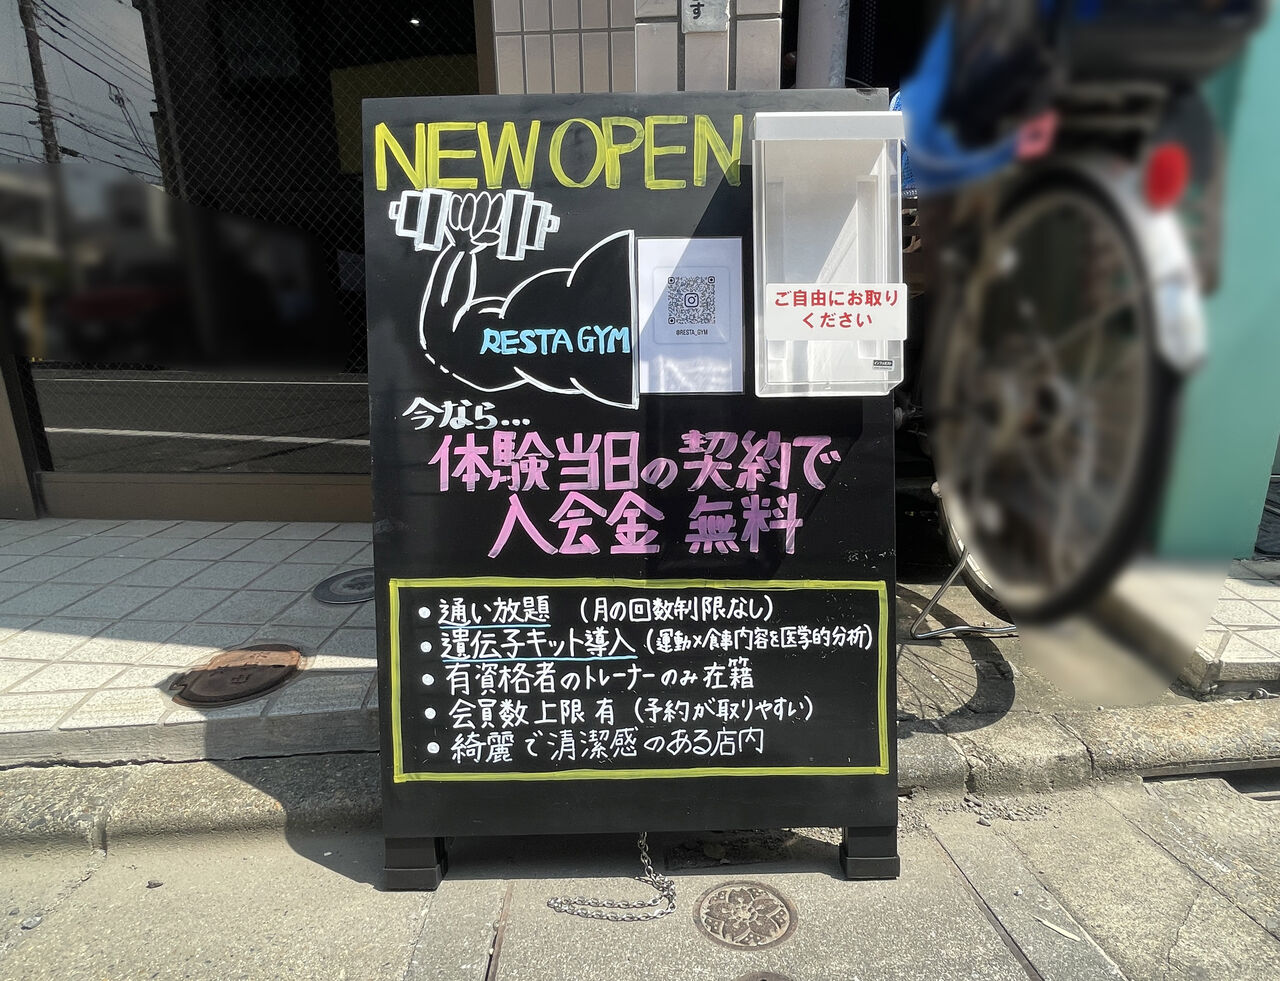 す
NEW OPEN
RESTA GYM
@RESTA_GYM
ご自由にお取り
ください
今なら...
体験当日の契約で
入会金 無料
• 通い放題 (月の回数制限なし)
• 遺伝子キット導入 (運動×食事内容を医学的分析)
• 有資格者のトレーナーのみ在籍
• 会員数上限有 (予約が取りやすい)
• 綺麗で清潔感のある店内